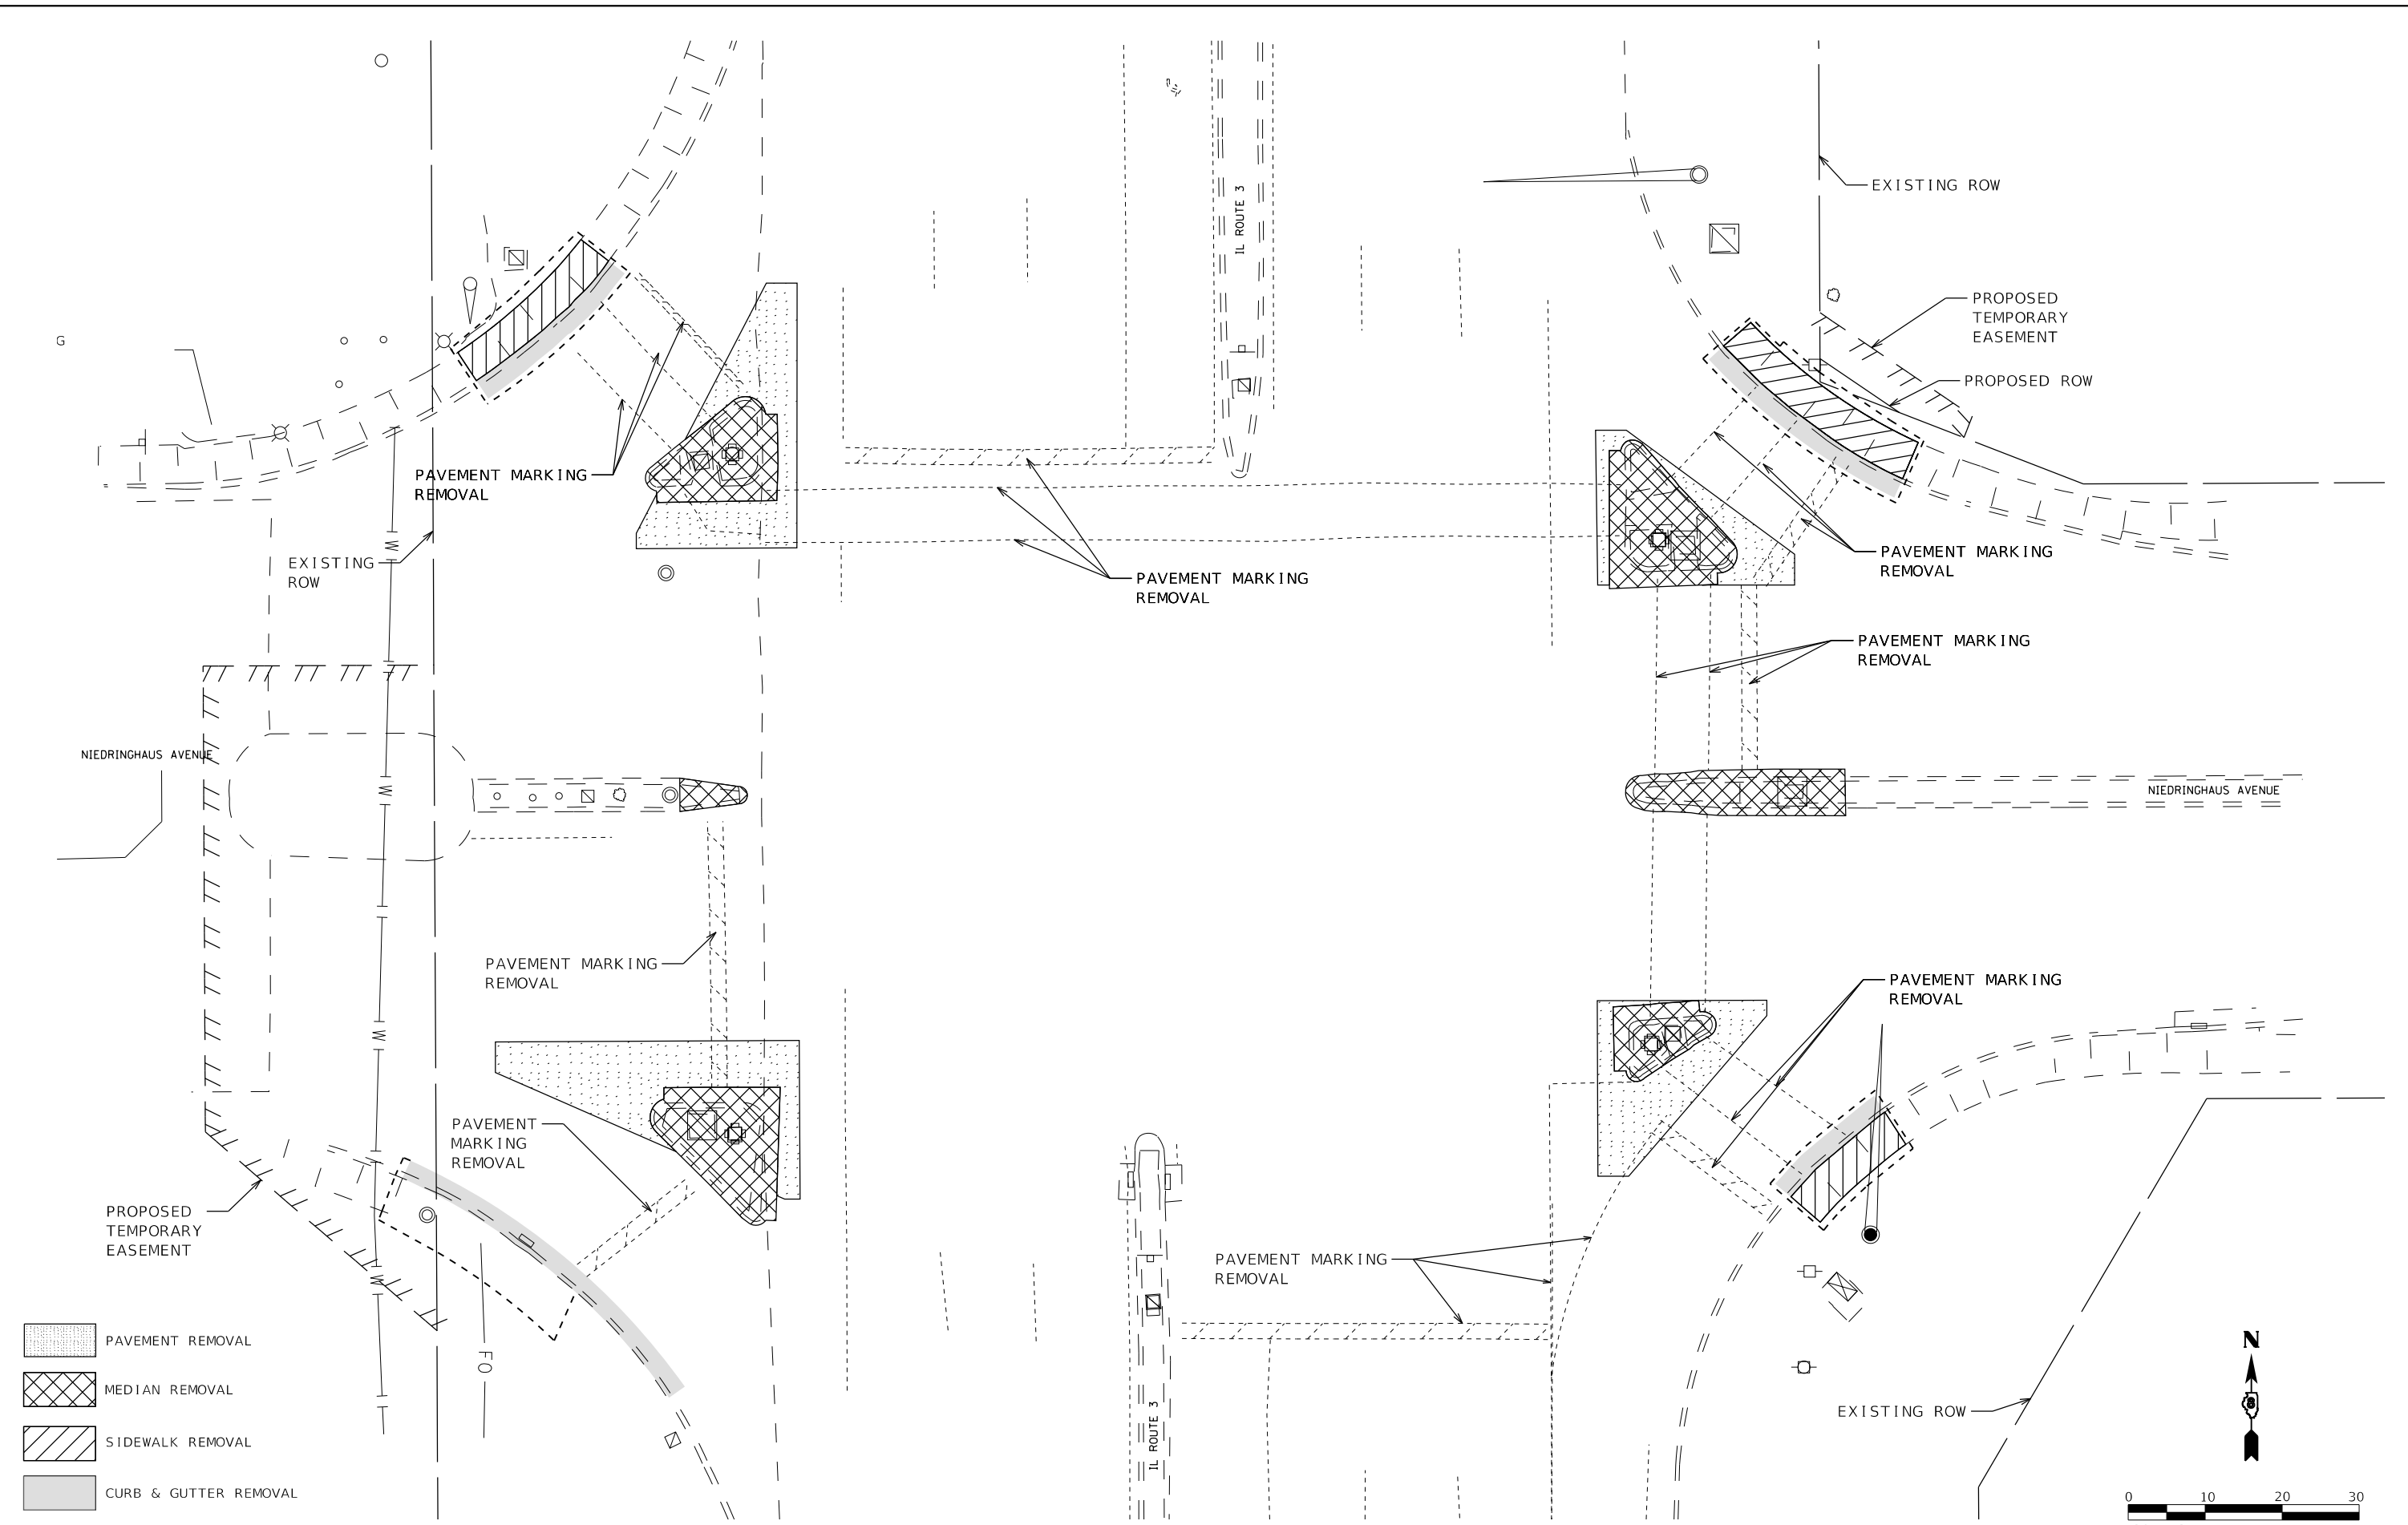 IL ROUTE 3
EXISTING ROW
PROPOSED
TEMPORARY
EASEMENT
G
PROPOSED ROW
PAVEMENT MARKING
REMOVAL
EXISTING
ROW
W
PAVEMENT MARKING
REMOVAL
PAVEMENT MARKING
REMOVAL
PAVEMENT MARKING
REMOVAL
NIEDRINGHAUS AVENUE
W
NIEDRINGHAUS AVENUE
PAVEMENT MARKING
REMOVAL
PAVEMENT MARKING
REMOVAL
W
PAVEMENT
MARKING
REMOVAL
PROPOSED
TEMPORARY
EASEMENT
W
PAVEMENT MARKING
REMOVAL
FO
IL ROUTE 3
EXISTING ROW
PAVEMENT REMOVAL
MEDIAN REMOVAL
SIDEWALK REMOVAL
CURB & GUTTER REMOVAL
N
8
0 10 20 30